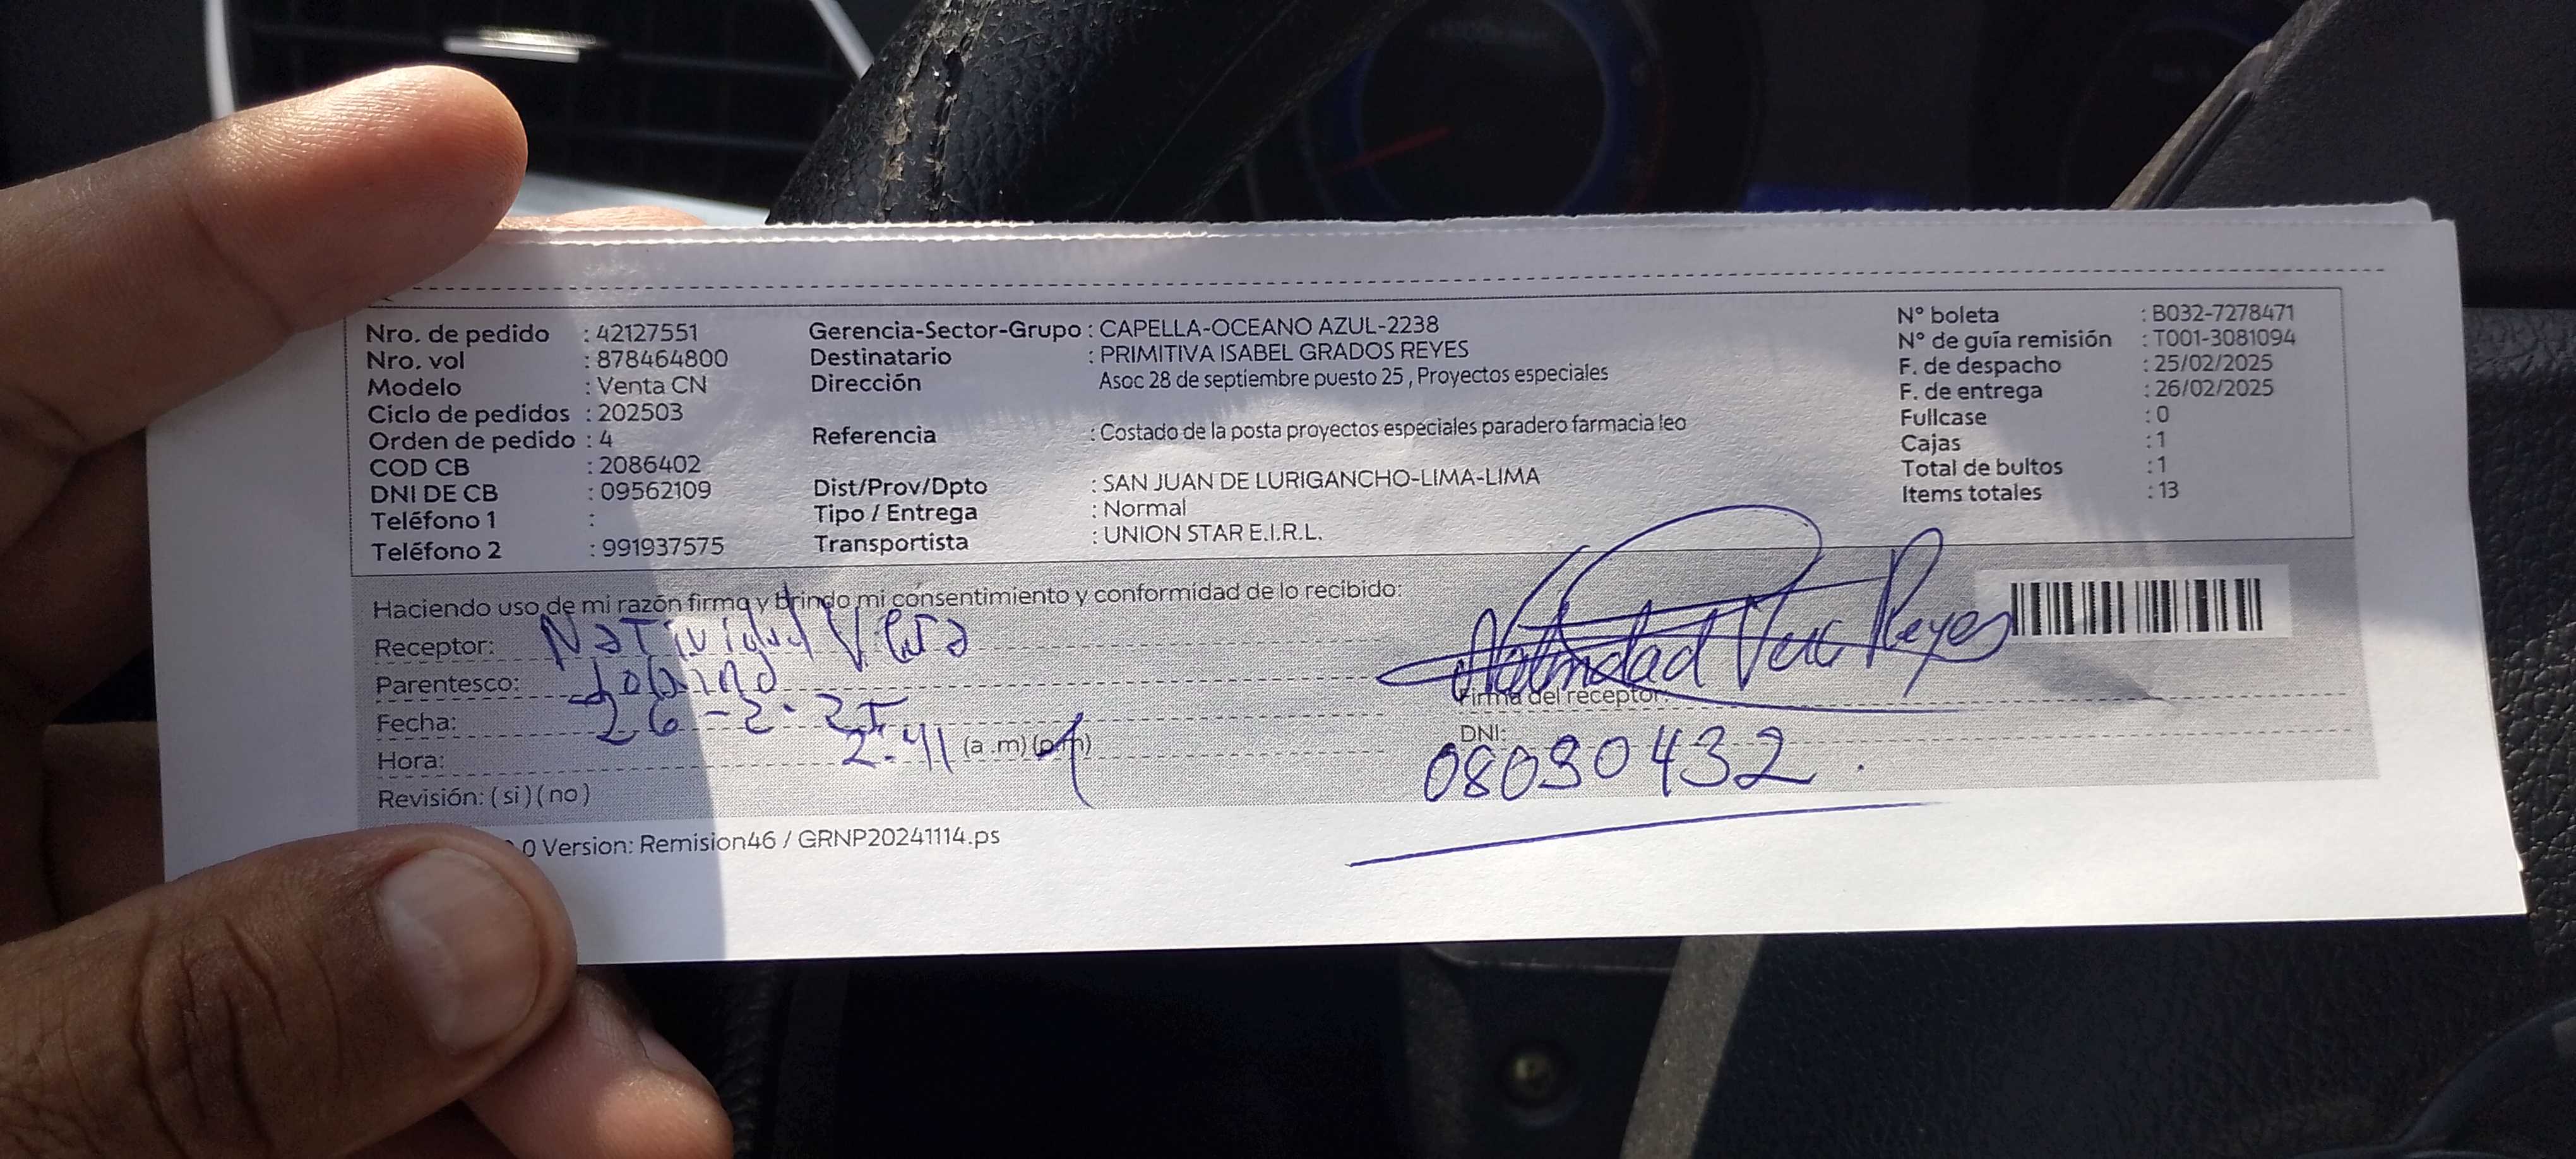 Nro. de pedido : 42127551
Nro. vol : 878464800
Modelo : Venta CN
Ciclo de pedidos : 202503
Orden de pedido : 4
COD CB : 2086402
DNI DE CB : 09562109
Teléfono 1 :
Teléfono 2 : 991937575
Gerencia-Sector-Grupo : CAPELLA-OCEANO AZUL-2238
Destinatario : PRIMITIVA ISABEL GRADOS REYES
Dirección Asoc 28 de septiembre puesto 25 , Proyectos especiales
Referencia : Costado de la posta proyectos especiales paradero farmacia leo
Dist/Prov/Dpto : SAN JUAN DE LURIGANCHO-LIMA-LIMA
Tipo / Entrega : Normal
Transportista : UNION STAR E.I.R.L.
N° boleta : B032-7278471
N° de guía remisión : T001-3081094
F. de despacho : 25/02/2025
F. de entrega : 26/02/2025
Fullcase : 0
Cajas : 1
Total de bultos : 1
Items totales : 13
Haciendo uso de mi razón firma y brindo mi consentimiento y conformidad de lo recibido:
Receptor: Natividad Vera
Parentesco:
Fecha: 26-2-25
Hora: 2:41 (a .m) (p.m)
Revisión: ( si ) ( no )
Natividad Vera Reyes
Firma del receptor:
DNI:
08090432
0 Version: Remision46 / GRNP20241114.ps